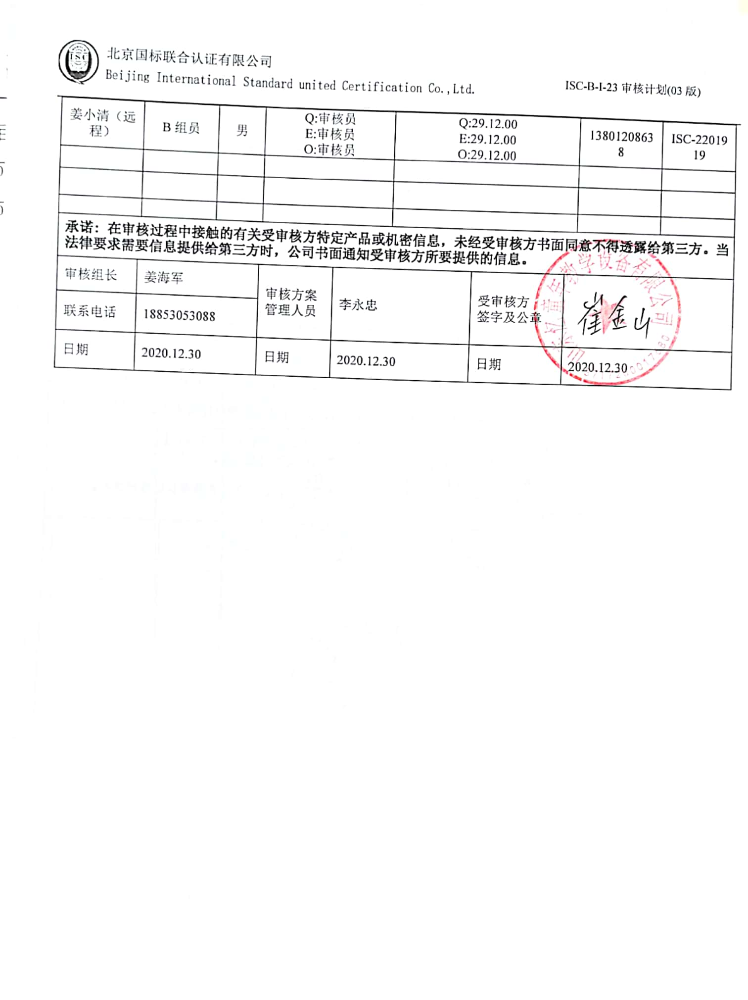 ISC
北京国标联合认证有限公司
Beijing International Standard united Certification Co.,Ltd.
ISC-B-I-23 审核计划(03 版)
姜小清（远
程）
B 组员
男
Q:审核员
E:审核员
O:审核员
Q:29.12.00
E:29.12.00
O:29.12.00
1380120863
8
ISC-22019
19
承诺：在审核过程中接触的有关受审核方特定产品或机密信息，未经受审核方书面同意不得透露给第三方。当
法律要求需要信息提供给第三方时，公司书面通知受审核方所要提供的信息。
审核组长
姜海军
审核方案
管理人员
李永忠
受审核方
签字及公章
崔金山
教学设备有限公司
联系电话
18853053088
日期
2020.12.30
日期
2020.12.30
日期
2020.12.30